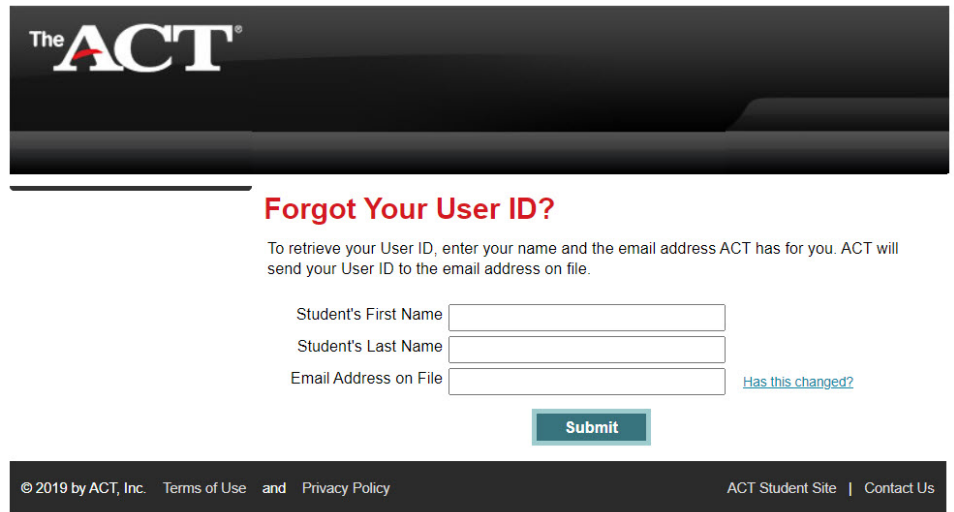 The ACT®
Forgot Your User ID?
To retrieve your User ID, enter your name and the email address ACT has for you. ACT will
send your User ID to the email address on file.
Student's First Name
Student's Last Name
Email Address on File Has this changed?
Submit
© 2019 by ACT, Inc. Terms of Use and Privacy Policy ACT Student Site | Contact Us